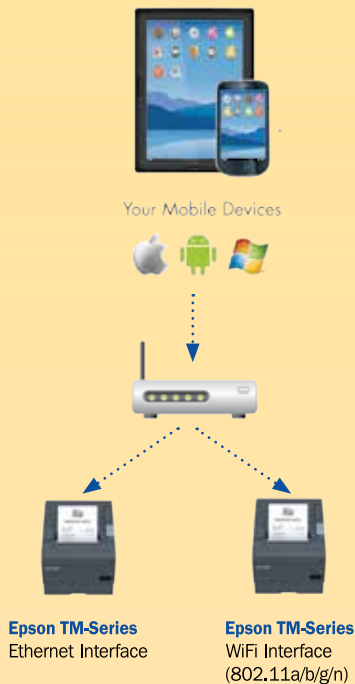 Your Mobile Devices
Epson TM-Series
Ethernet Interface
Epson TM-Series
WiFi Interface
(802.11a/b/g/n)